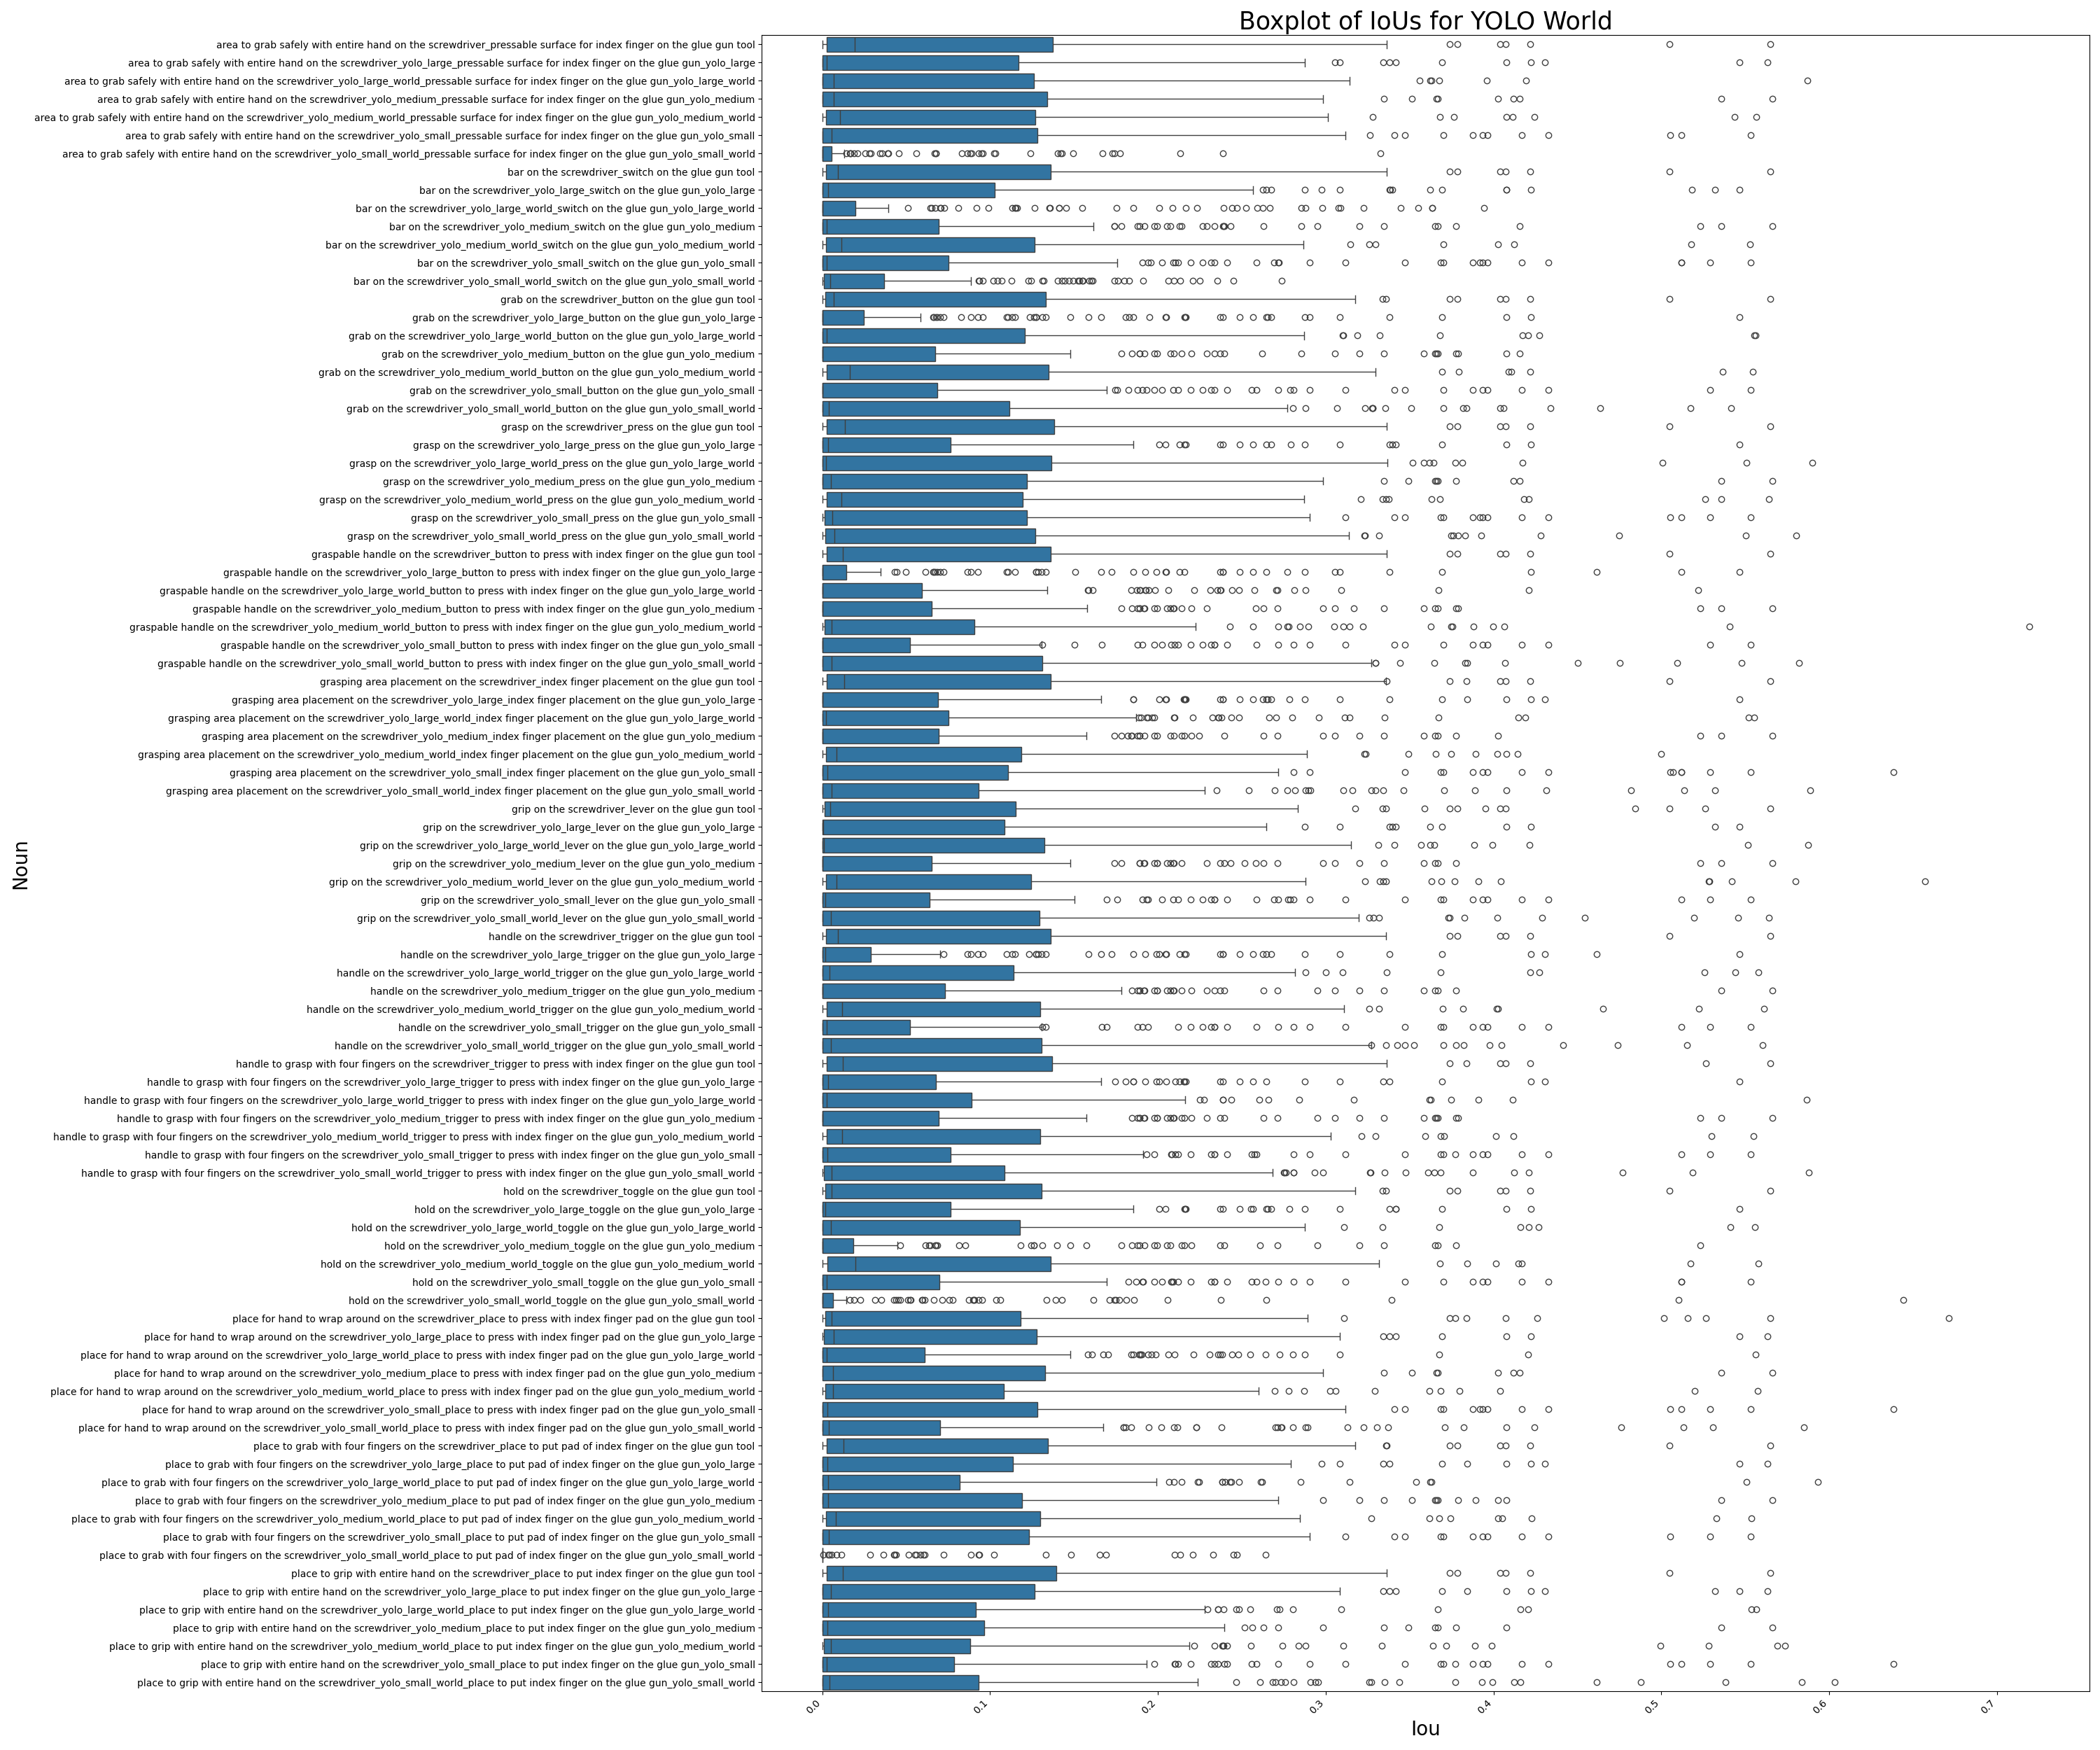 Boxplot of IoUs for YOLO World
Noun
area to grab safely with entire hand on the screwdriver_pressable surface for index finger on the glue gun tool
area to grab safely with entire hand on the screwdriver_yolo_large_pressable surface for index finger on the glue gun_yolo_large
area to grab safely with entire hand on the screwdriver_yolo_large_world_pressable surface for index finger on the glue gun_yolo_large_world
area to grab safely with entire hand on the screwdriver_yolo_medium_pressable surface for index finger on the glue gun_yolo_medium
area to grab safely with entire hand on the screwdriver_yolo_medium_world_pressable surface for index finger on the glue gun_yolo_medium_world
area to grab safely with entire hand on the screwdriver_yolo_small_pressable surface for index finger on the glue gun_yolo_small
area to grab safely with entire hand on the screwdriver_yolo_small_world_pressable surface for index finger on the glue gun_yolo_small_world
bar on the screwdriver_switch on the glue gun tool
bar on the screwdriver_yolo_large_switch on the glue gun_yolo_large
bar on the screwdriver_yolo_large_world_switch on the glue gun_yolo_large_world
bar on the screwdriver_yolo_medium_switch on the glue gun_yolo_medium
bar on the screwdriver_yolo_medium_world_switch on the glue gun_yolo_medium_world
bar on the screwdriver_yolo_small_switch on the glue gun_yolo_small
bar on the screwdriver_yolo_small_world_switch on the glue gun_yolo_small_world
grab on the screwdriver_button on the glue gun tool
grab on the screwdriver_yolo_large_button on the glue gun_yolo_large
grab on the screwdriver_yolo_large_world_button on the glue gun_yolo_large_world
grab on the screwdriver_yolo_medium_button on the glue gun_yolo_medium
grab on the screwdriver_yolo_medium_world_button on the glue gun_yolo_medium_world
grab on the screwdriver_yolo_small_button on the glue gun_yolo_small
grab on the screwdriver_yolo_small_world_button on the glue gun_yolo_small_world
grasp on the screwdriver_press on the glue gun tool
grasp on the screwdriver_yolo_large_press on the glue gun_yolo_large
grasp on the screwdriver_yolo_large_world_press on the glue gun_yolo_large_world
grasp on the screwdriver_yolo_medium_press on the glue gun_yolo_medium
grasp on the screwdriver_yolo_medium_world_press on the glue gun_yolo_medium_world
grasp on the screwdriver_yolo_small_press on the glue gun_yolo_small
grasp on the screwdriver_yolo_small_world_press on the glue gun_yolo_small_world
graspable handle on the screwdriver_button to press with index finger on the glue gun tool
graspable handle on the screwdriver_yolo_large_button to press with index finger on the glue gun_yolo_large
graspable handle on the screwdriver_yolo_large_world_button to press with index finger on the glue gun_yolo_large_world
graspable handle on the screwdriver_yolo_medium_button to press with index finger on the glue gun_yolo_medium
graspable handle on the screwdriver_yolo_medium_world_button to press with index finger on the glue gun_yolo_medium_world
graspable handle on the screwdriver_yolo_small_button to press with index finger on the glue gun_yolo_small
graspable handle on the screwdriver_yolo_small_world_button to press with index finger on the glue gun_yolo_small_world
grasping area placement on the screwdriver_index finger placement on the glue gun tool
grasping area placement on the screwdriver_yolo_large_index finger placement on the glue gun_yolo_large
grasping area placement on the screwdriver_yolo_large_world_index finger placement on the glue gun_yolo_large_world
grasping area placement on the screwdriver_yolo_medium_index finger placement on the glue gun_yolo_medium
grasping area placement on the screwdriver_yolo_medium_world_index finger placement on the glue gun_yolo_medium_world
grasping area placement on the screwdriver_yolo_small_index finger placement on the glue gun_yolo_small
grasping area placement on the screwdriver_yolo_small_world_index finger placement on the glue gun_yolo_small_world
grip on the screwdriver_lever on the glue gun tool
grip on the screwdriver_yolo_large_lever on the glue gun_yolo_large
grip on the screwdriver_yolo_large_world_lever on the glue gun_yolo_large_world
grip on the screwdriver_yolo_medium_lever on the glue gun_yolo_medium
grip on the screwdriver_yolo_medium_world_lever on the glue gun_yolo_medium_world
grip on the screwdriver_yolo_small_lever on the glue gun_yolo_small
grip on the screwdriver_yolo_small_world_lever on the glue gun_yolo_small_world
handle on the screwdriver_trigger on the glue gun tool
handle on the screwdriver_yolo_large_trigger on the glue gun_yolo_large
handle on the screwdriver_yolo_large_world_trigger on the glue gun_yolo_large_world
handle on the screwdriver_yolo_medium_trigger on the glue gun_yolo_medium
handle on the screwdriver_yolo_medium_world_trigger on the glue gun_yolo_medium_world
handle on the screwdriver_yolo_small_trigger on the glue gun_yolo_small
handle on the screwdriver_yolo_small_world_trigger on the glue gun_yolo_small_world
handle to grasp with four fingers on the screwdriver_trigger to press with index finger on the glue gun tool
handle to grasp with four fingers on the screwdriver_yolo_large_trigger to press with index finger on the glue gun_yolo_large
handle to grasp with four fingers on the screwdriver_yolo_large_world_trigger to press with index finger on the glue gun_yolo_large_world
handle to grasp with four fingers on the screwdriver_yolo_medium_trigger to press with index finger on the glue gun_yolo_medium
handle to grasp with four fingers on the screwdriver_yolo_medium_world_trigger to press with index finger on the glue gun_yolo_medium_world
handle to grasp with four fingers on the screwdriver_yolo_small_trigger to press with index finger on the glue gun_yolo_small
handle to grasp with four fingers on the screwdriver_yolo_small_world_trigger to press with index finger on the glue gun_yolo_small_world
hold on the screwdriver_toggle on the glue gun tool
hold on the screwdriver_yolo_large_toggle on the glue gun_yolo_large
hold on the screwdriver_yolo_large_world_toggle on the glue gun_yolo_large_world
hold on the screwdriver_yolo_medium_toggle on the glue gun_yolo_medium
hold on the screwdriver_yolo_medium_world_toggle on the glue gun_yolo_medium_world
hold on the screwdriver_yolo_small_toggle on the glue gun_yolo_small
hold on the screwdriver_yolo_small_world_toggle on the glue gun_yolo_small_world
place for hand to wrap around on the screwdriver_place to press with index finger pad on the glue gun tool
place for hand to wrap around on the screwdriver_yolo_large_place to press with index finger pad on the glue gun_yolo_large
place for hand to wrap around on the screwdriver_yolo_large_world_place to press with index finger pad on the glue gun_yolo_large_world
place for hand to wrap around on the screwdriver_yolo_medium_place to press with index finger pad on the glue gun_yolo_medium
place for hand to wrap around on the screwdriver_yolo_medium_world_place to press with index finger pad on the glue gun_yolo_medium_world
place for hand to wrap around on the screwdriver_yolo_small_place to press with index finger pad on the glue gun_yolo_small
place for hand to wrap around on the screwdriver_yolo_small_world_place to press with index finger pad on the glue gun_yolo_small_world
place to grab with four fingers on the screwdriver_place to put pad of index finger on the glue gun tool
place to grab with four fingers on the screwdriver_yolo_large_place to put pad of index finger on the glue gun_yolo_large
place to grab with four fingers on the screwdriver_yolo_large_world_place to put pad of index finger on the glue gun_yolo_large_world
place to grab with four fingers on the screwdriver_yolo_medium_place to put pad of index finger on the glue gun_yolo_medium
place to grab with four fingers on the screwdriver_yolo_medium_world_place to put pad of index finger on the glue gun_yolo_medium_world
place to grab with four fingers on the screwdriver_yolo_small_place to put pad of index finger on the glue gun_yolo_small
place to grab with four fingers on the screwdriver_yolo_small_world_place to put pad of index finger on the glue gun_yolo_small_world
place to grip with entire hand on the screwdriver_place to put index finger on the glue gun tool
place to grip with entire hand on the screwdriver_yolo_large_place to put index finger on the glue gun_yolo_large
place to grip with entire hand on the screwdriver_yolo_large_world_place to put index finger on the glue gun_yolo_large_world
place to grip with entire hand on the screwdriver_yolo_medium_place to put index finger on the glue gun_yolo_medium
place to grip with entire hand on the screwdriver_yolo_medium_world_place to put index finger on the glue gun_yolo_medium_world
place to grip with entire hand on the screwdriver_yolo_small_place to put index finger on the glue gun_yolo_small
place to grip with entire hand on the screwdriver_yolo_small_world_place to put index finger on the glue gun_yolo_small_world
0.0 0.1 0.2 0.3 0.4 0.5 0.6 0.7
Iou